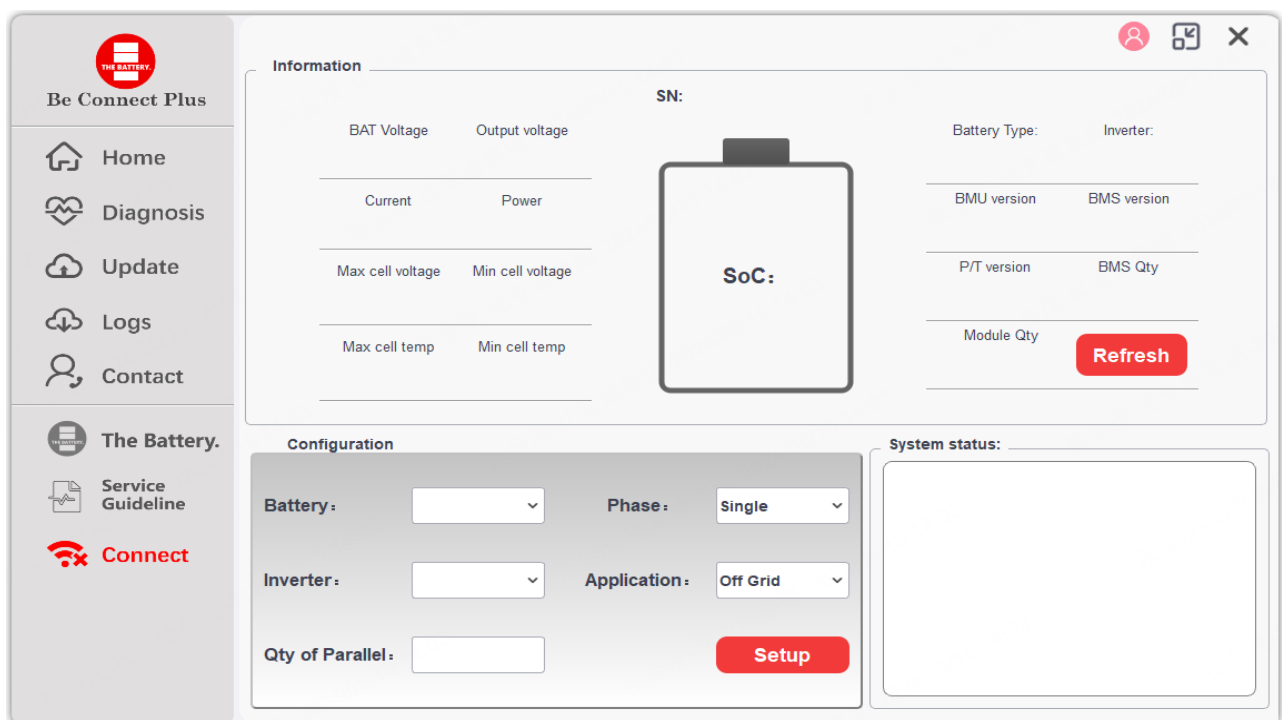 THE BATTERY.
Be Connect Plus
Home
Diagnosis
Update
Logs
Contact
THE BATTERY.
The Battery.
Service
Guideline
Connect
Information
SN:
BAT Voltage Output voltage
Current Power
Max cell voltage Min cell voltage
Max cell temp Min cell temp
SoC：
Battery Type: Inverter:
BMU version BMS version
P/T version BMS Qty
Module Qty
Refresh
Configuration
Battery： Phase： Single
Inverter： Application： Off Grid
Qty of Parallel： Setup
System status: